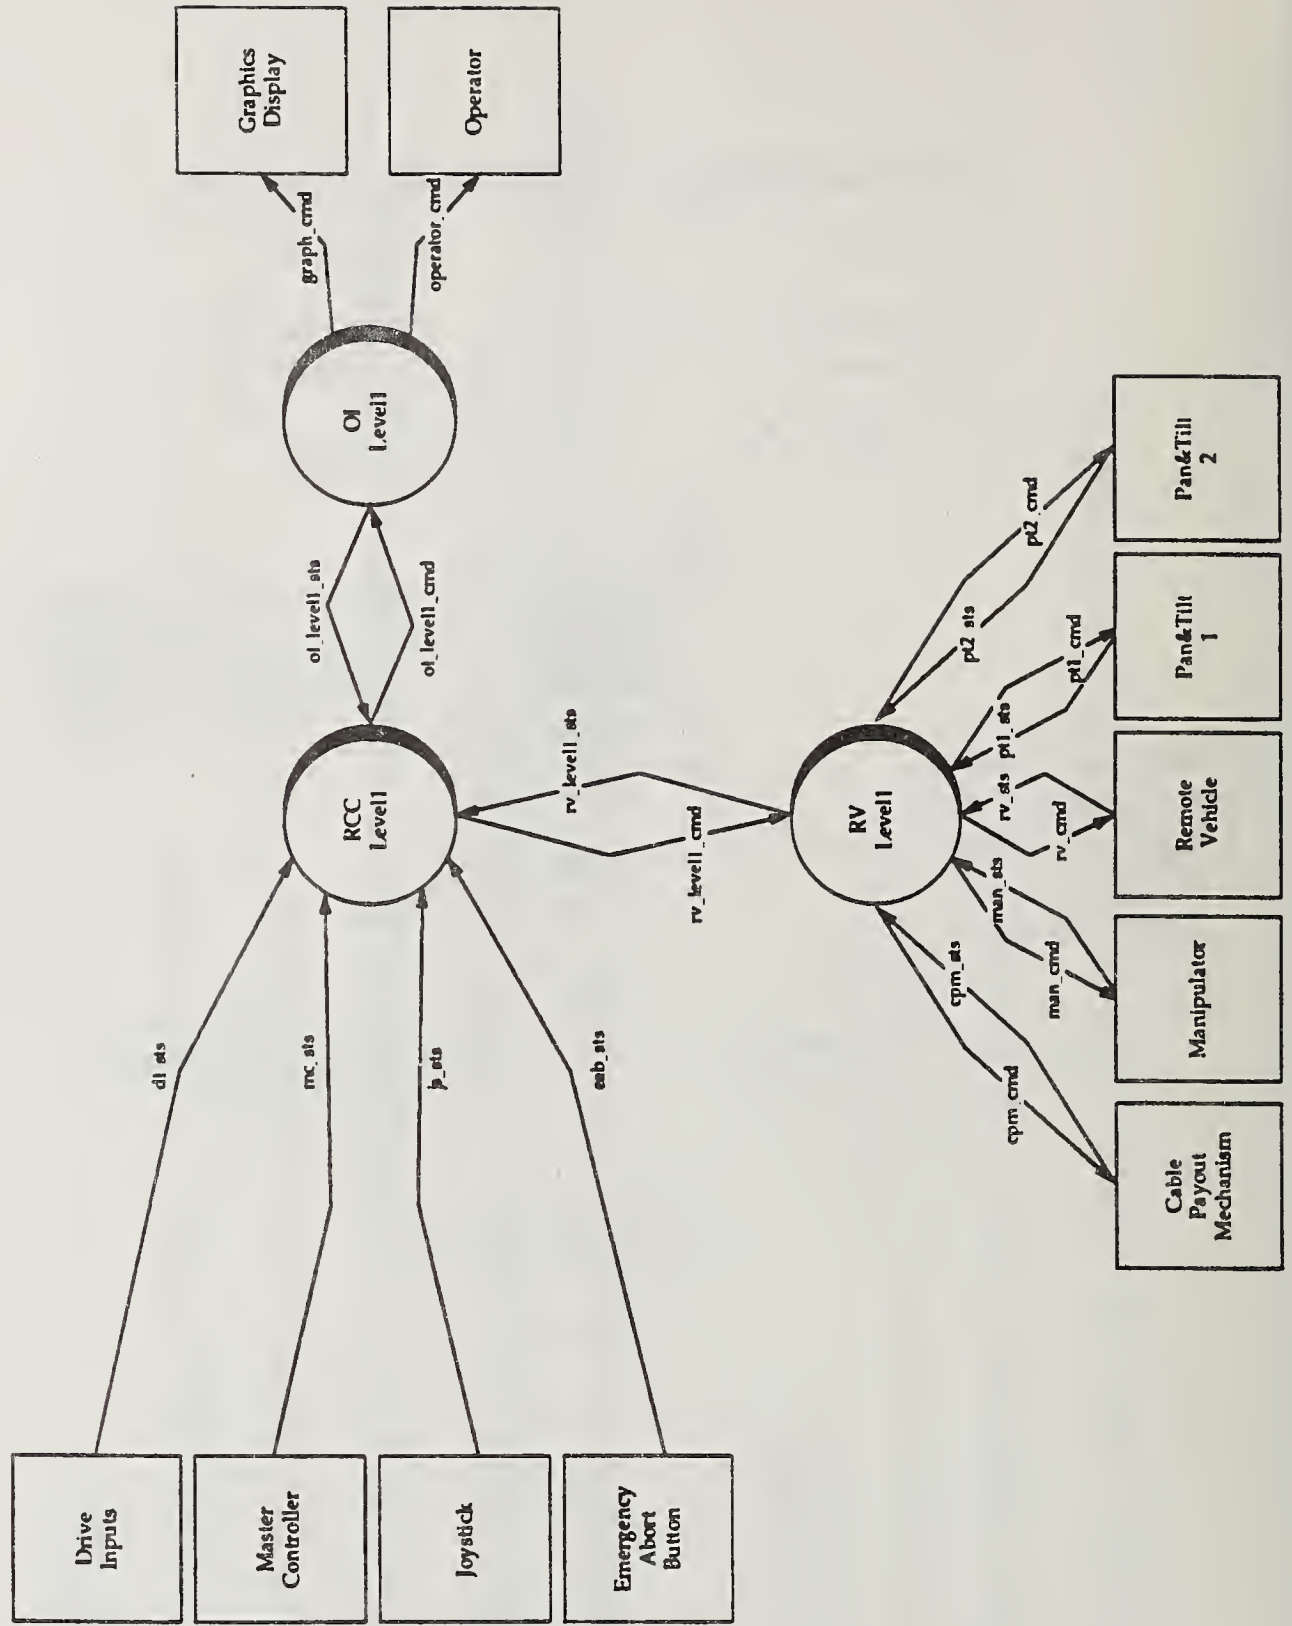 Drive
Inputs
Master
Controller
Joystick
Emergency
Abort
Button
di_sts
mc_sts
js_sts
eab_sts
RCC
Level1
oi_level1_sts
oi_level1_cmd
OI
Level1
graph_cmd
operator_cmd
Graphics
Display
Operator
rv_level1_sts
rv_level1_cmd
RV
Level1
cpm_sts
cpm_cmd
man_sts
man_cmd
rv_sts
rv_cmd
pt1_sts
pt1_cmd
pt2_sts
pt2_cmd
Cable
Payout
Mechanism
Manipulator
Remote
Vehicle
Pan&Tilt
1
Pan&Tilt
2